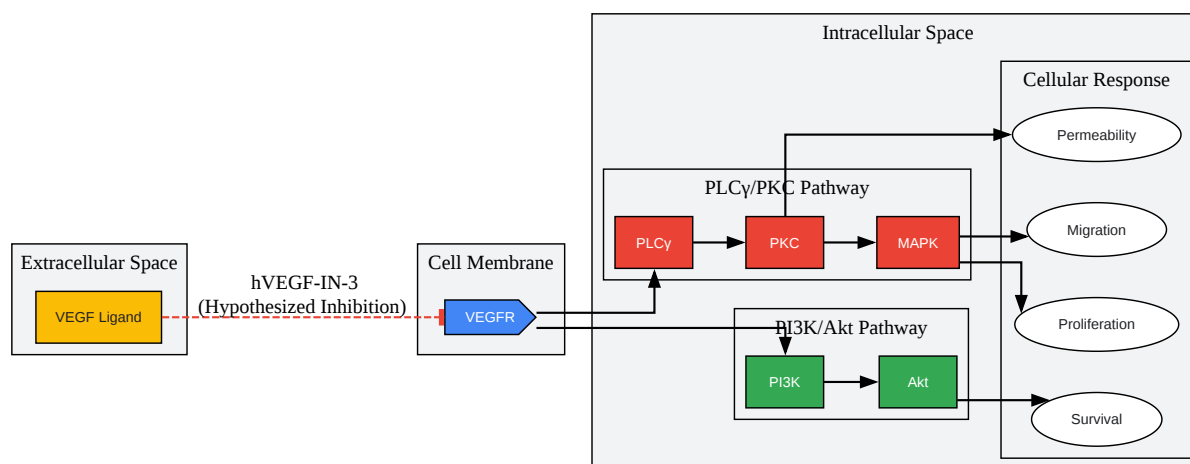 Intracellular Space
Cellular Response
Permeability
PLCγ/PKC Pathway
PLCγ
PKC
MAPK
Migration
Extracellular Space
VEGF Ligand
hVEGF-IN-3
(Hypothesized Inhibition)
Cell Membrane
VEGFR
Proliferation
PI3K/Akt Pathway
PI3K
Akt
Survival